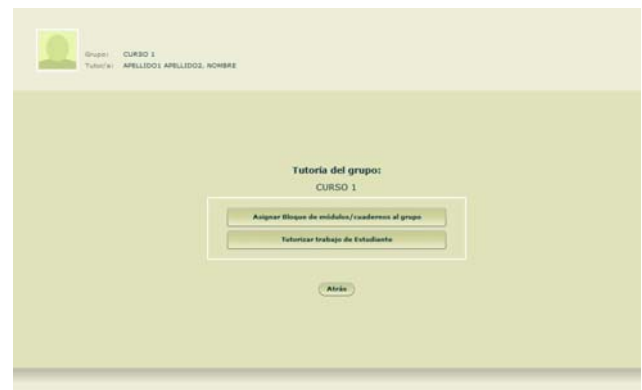 Grupo: CURSO 1
Tutor/a: APELLIDO1 APELLIDO2, NOMBRE
Tutoría del grupo:
CURSO 1
Asignar Bloque de módulos/cuadernos al grupo
Tutorizar trabajo de Estudiante
Atrás